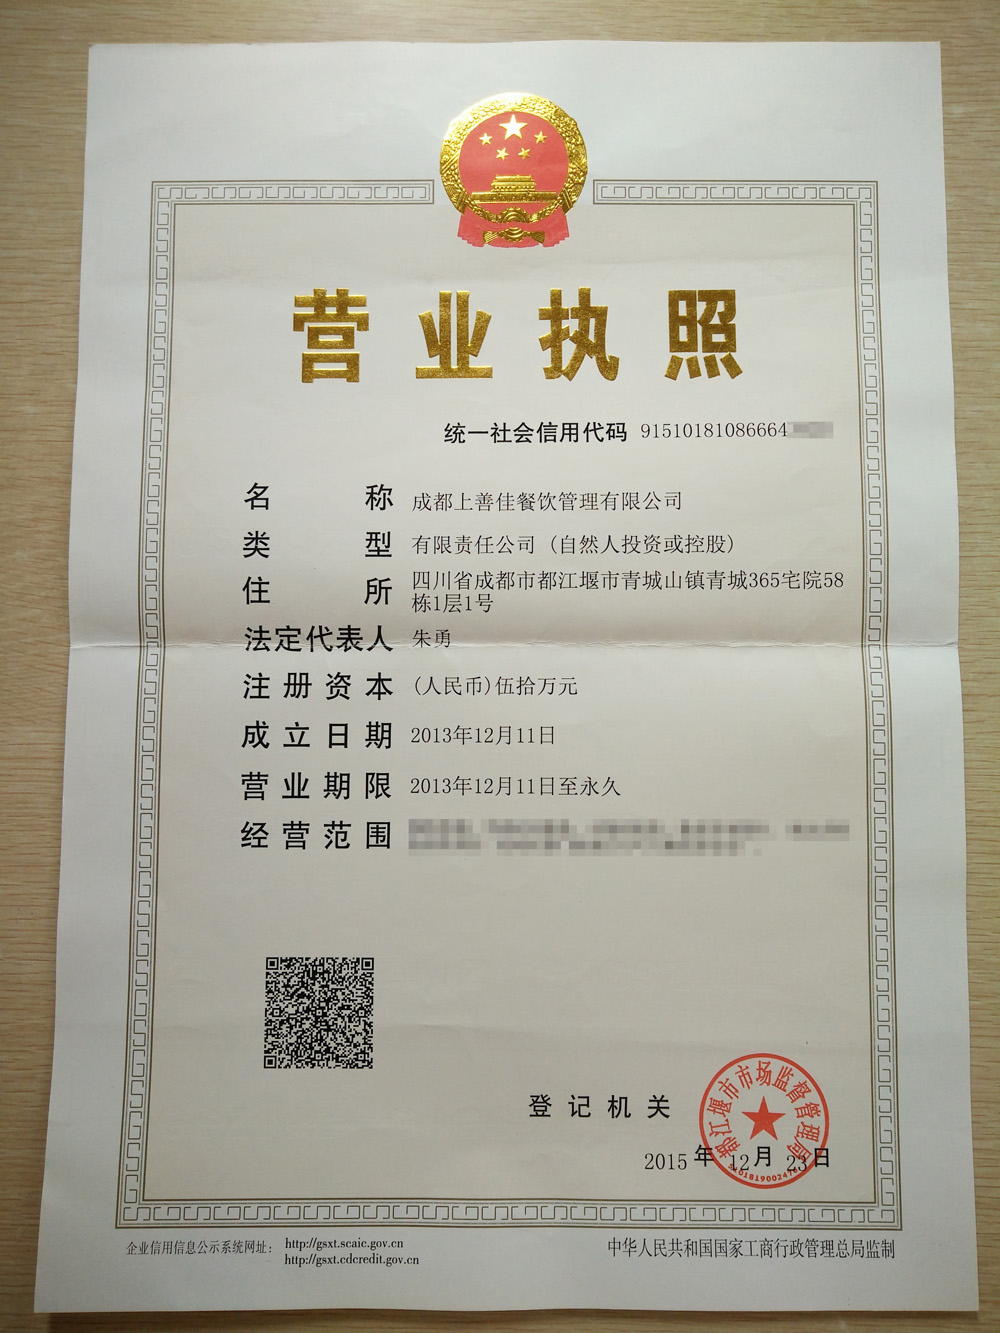 营业执照
统一社会信用代码 91510181086664
名称 成都上善佳餐饮管理有限公司
类型 有限责任公司（自然人投资或控股）
住所 四川省成都市都江堰市青城山镇青城365宅院58
栋1层1号
法定代表人 朱勇
注册资本 (人民币)伍拾万元
成立日期 2013年12月11日
营业期限 2013年12月11日至永久
经营范围
登记机关
都江堰市市场监督管理局
2015年12月23日
企业信用信息公示系统网址： http://gsxt.scaic.gov.cn
http://gsxt.cdcredit.gov.cn
中华人民共和国国家工商行政管理总局监制